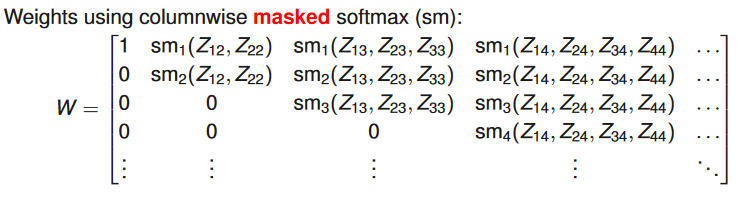 Weights using columnwise masked softmax (sm):
1 sm₁(Z₁₂, Z₂₂) sm₁(Z₁₃, Z₂₃, Z₃₃) sm₁(Z₁₄, Z₂₄, Z₃₄, Z₄₄) …
0 sm₂(Z₁₂, Z₂₂) sm₂(Z₁₃, Z₂₃, Z₃₃) sm₂(Z₁₄, Z₂₄, Z₃₄, Z₄₄) …
W = 0 0 sm₃(Z₁₃, Z₂₃, Z₃₃) sm₃(Z₁₄, Z₂₄, Z₃₄, Z₄₄) …
0 0 0 sm₄(Z₁₄, Z₂₄, Z₃₄, Z₄₄) …
⋮ ⋮ ⋮ ⋮ ⋱